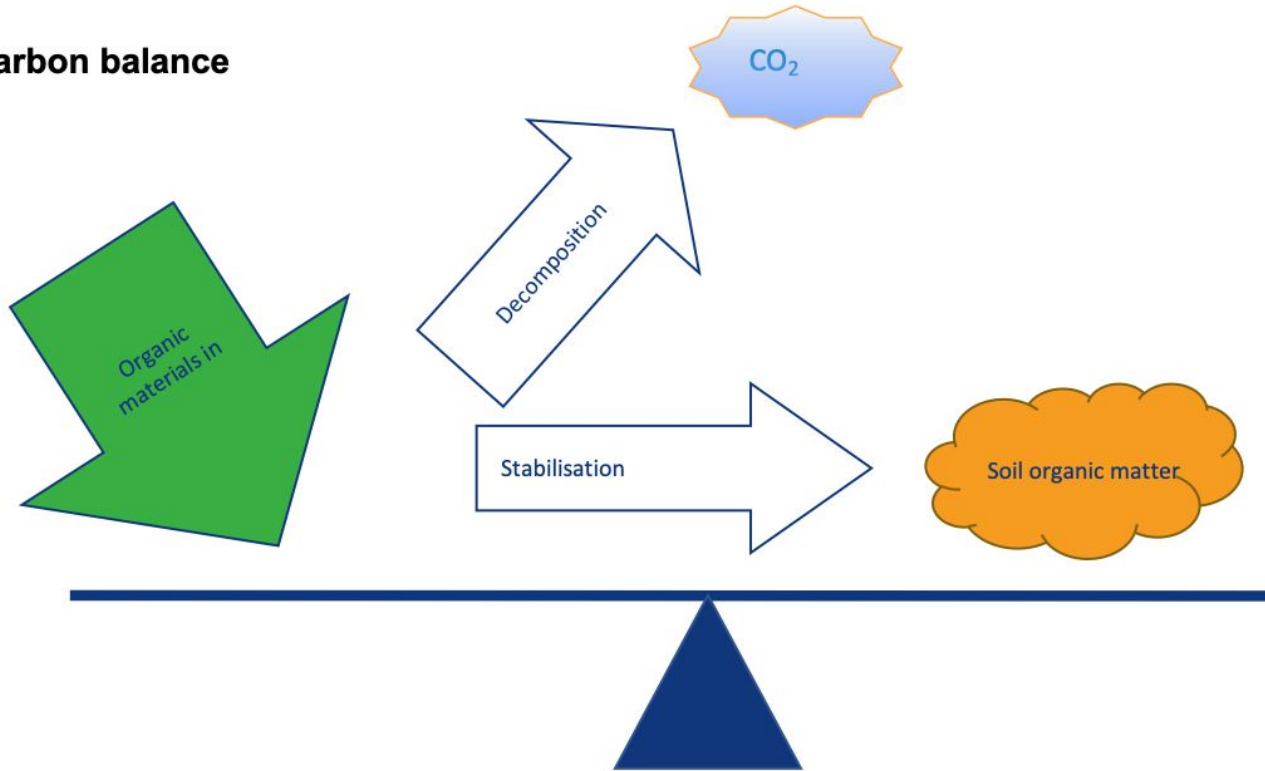 arbon balance
CO₂
Organic
materials in
Decomposition
Stabilisation
Soil organic matter